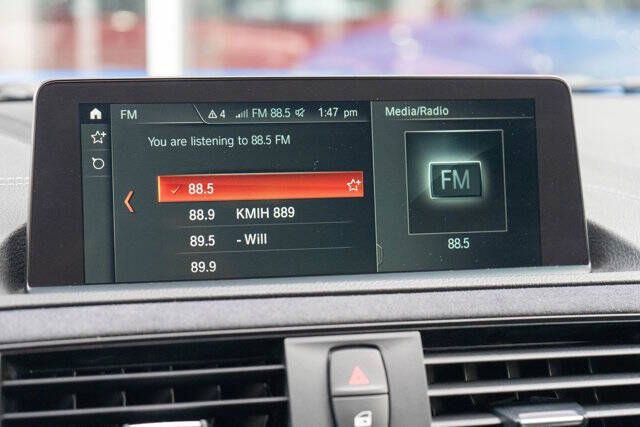 FM 4 FM 88.5 1:47 pm Media/Radio
You are listening to 88.5 FM
88.5
88.9 KMIH 889
89.5 - Will
89.9
FM
88.5